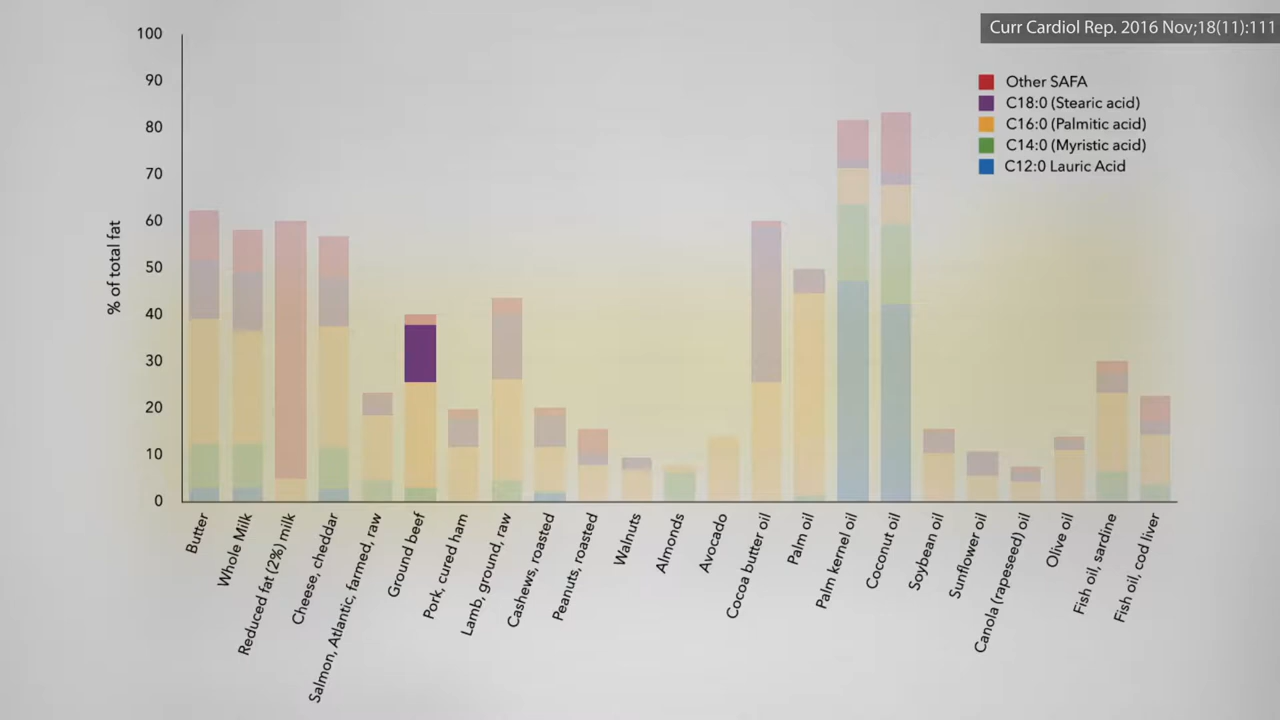 Curr Cardiol Rep. 2016 Nov;18(11):111
Other SAFA
C18:0 (Stearic acid)
C16:0 (Palmitic acid)
C14:0 (Myristic acid)
C12:0 Lauric Acid
% of total fat
100
90
80
70
60
50
40
30
20
10
0
Butter
Whole Milk
Reduced fat (2%) milk
Cheese, cheddar
Salmon, Atlantic, farmed, raw
Ground beef
Pork, cured ham
Lamb, ground, raw
Cashews, roasted
Peanuts, roasted
Walnuts
Almonds
Avocado
Cocoa butter oil
Palm oil
Palm kernel oil
Coconut oil
Soybean oil
Sunflower oil
Canola (rapeseed) oil
Olive oil
Fish oil, sardine
Fish oil, cod liver